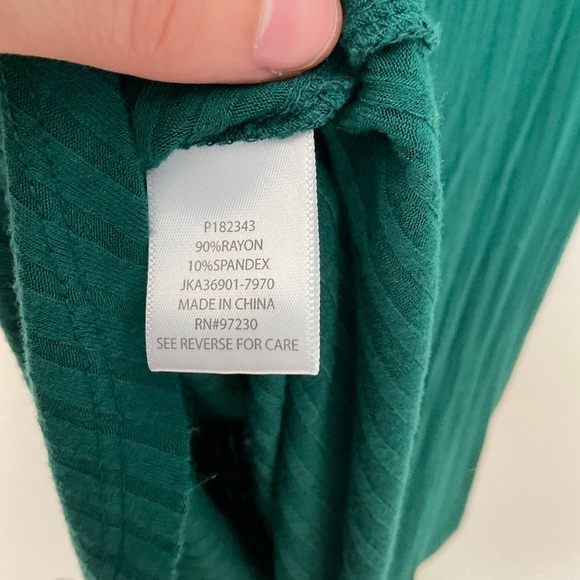 P182343
90%RAYON
10%SPANDEX
JKA36901-7970
MADE IN CHINA
RN#97230
SEE REVERSE FOR CARE